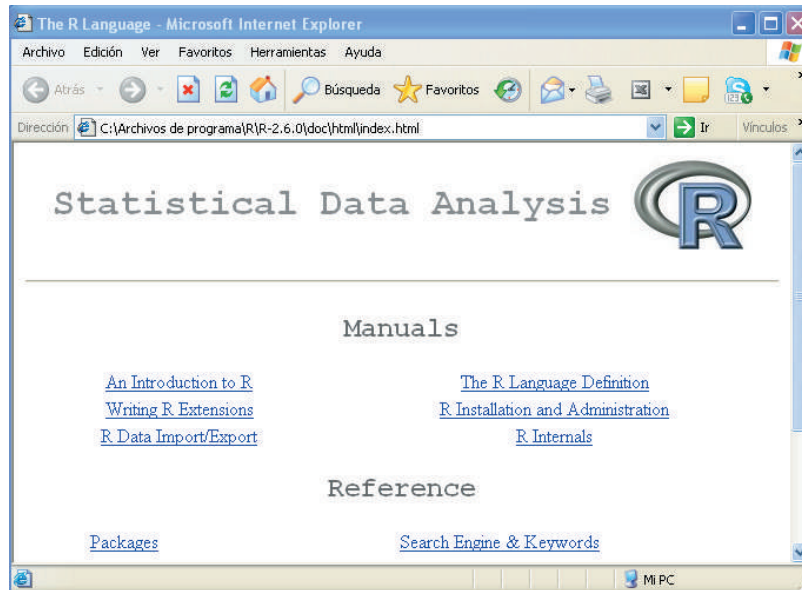 The R Language - Microsoft Internet Explorer
Archivo Edición Ver Favoritos Herramientas Ayuda
Atrás Búsqueda Favoritos
Dirección C:\Archivos de programa\R\R-2.6.0\doc\html\index.html Ir Vínculos
Statistical Data Analysis R
Manuals
An Introduction to R The R Language Definition
Writing R Extensions R Installation and Administration
R Data Import/Export R Internals
Reference
Packages Search Engine & Keywords
Mi PC